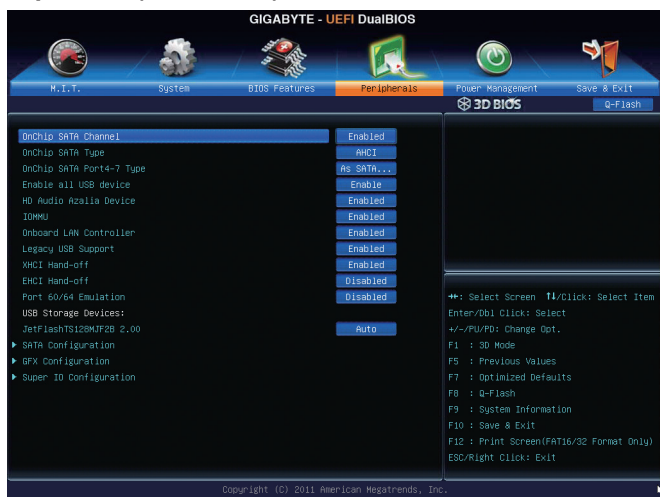 GIGABYTE - UEFI DualBIOS
M.I.T. System BIOS Features Peripherals Power Management Save & Exit
3D BIOS Q-Flash
OnChip SATA Channel Enabled
OnChip SATA Type AHCI
OnChip SATA Port4-7 Type As SATA...
Enable all USB device Enable
HD Audio Azalia Device Enabled
IOMMU Enabled
Onboard LAN Controller Enabled
Legacy USB Support Enabled
XHCI Hand-off Enabled
EHCI Hand-off Disabled
Port 60/64 Emulation Disabled
USB Storage Devices:
JetFlashTS128MJF2B 2.00 Auto
SATA Configuration
GFX Configuration
Super IO Configuration
→←: Select Screen ↑↓/Click: Select Item
Enter/Dbl Click: Select
+/-/PU/PD: Change Opt.
F1 : 3D Mode
F5 : Previous Values
F7 : Optimized Defaults
F8 : Q-Flash
F9 : System Information
F10 : Save & Exit
F12 : Print Screen(FAT16/32 Format Only)
ESC/Right Click: Exit
Copyright (C) 2011 American Megatrends, Inc.